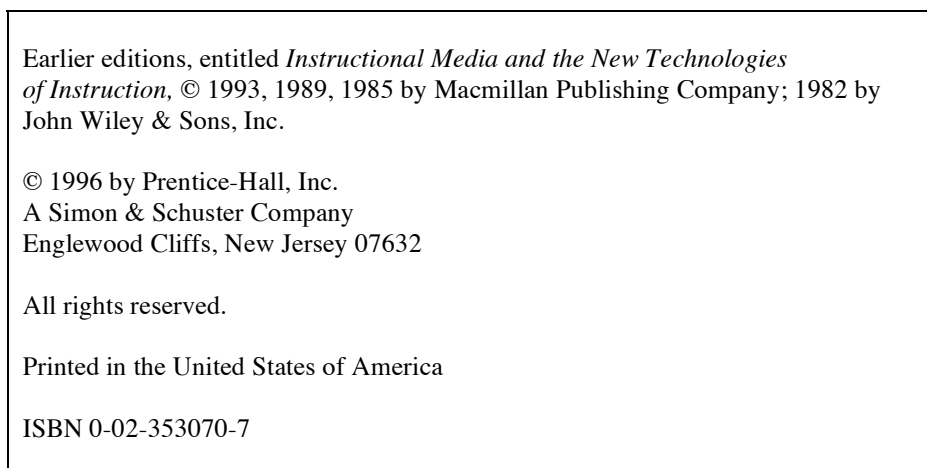 Earlier editions, entitled Instructional Media and the New Technologies
of Instruction, © 1993, 1989, 1985 by Macmillan Publishing Company; 1982 by
John Wiley & Sons, Inc.
© 1996 by Prentice-Hall, Inc.
A Simon & Schuster Company
Englewood Cliffs, New Jersey 07632
All rights reserved.
Printed in the United States of America
ISBN 0-02-353070-7